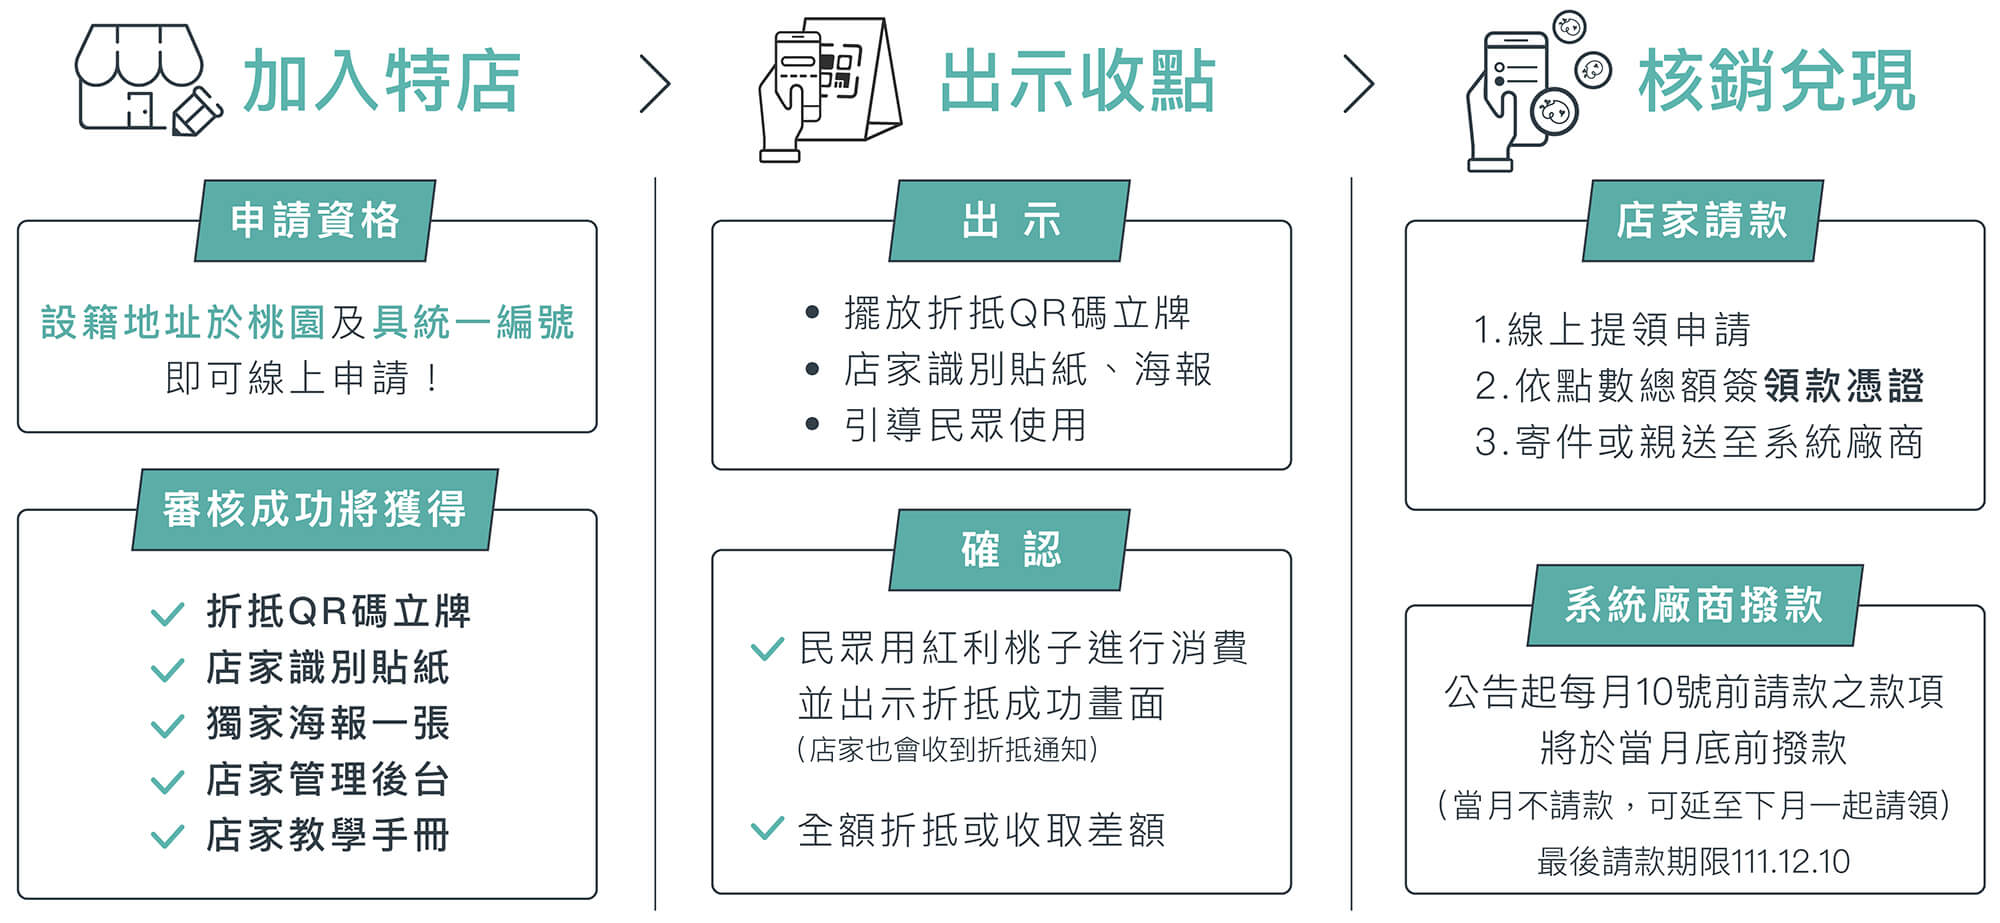 加入特店
申請資格
設籍地址於桃園及具統一編號
即可線上申請！
審核成功將獲得
折抵QR碼立牌
店家識別貼紙
獨家海報一張
店家管理後台
店家教學手冊
出示收點
出示
• 擺放折抵QR碼立牌
• 店家識別貼紙、海報
• 引導民眾使用
確認
民眾用紅利桃子進行消費
並出示折抵成功畫面
(店家也會收到折抵通知)
全額折抵或收取差額
核銷兌現
店家請款
1.線上提領申請
2.依點數總額簽領款憑證
3.寄件或親送至系統廠商
系統廠商撥款
公告起每月10號前請款之款項
將於當月底前撥款
(當月不請款，可延至下月一起請領)
最後請款期限111.12.10